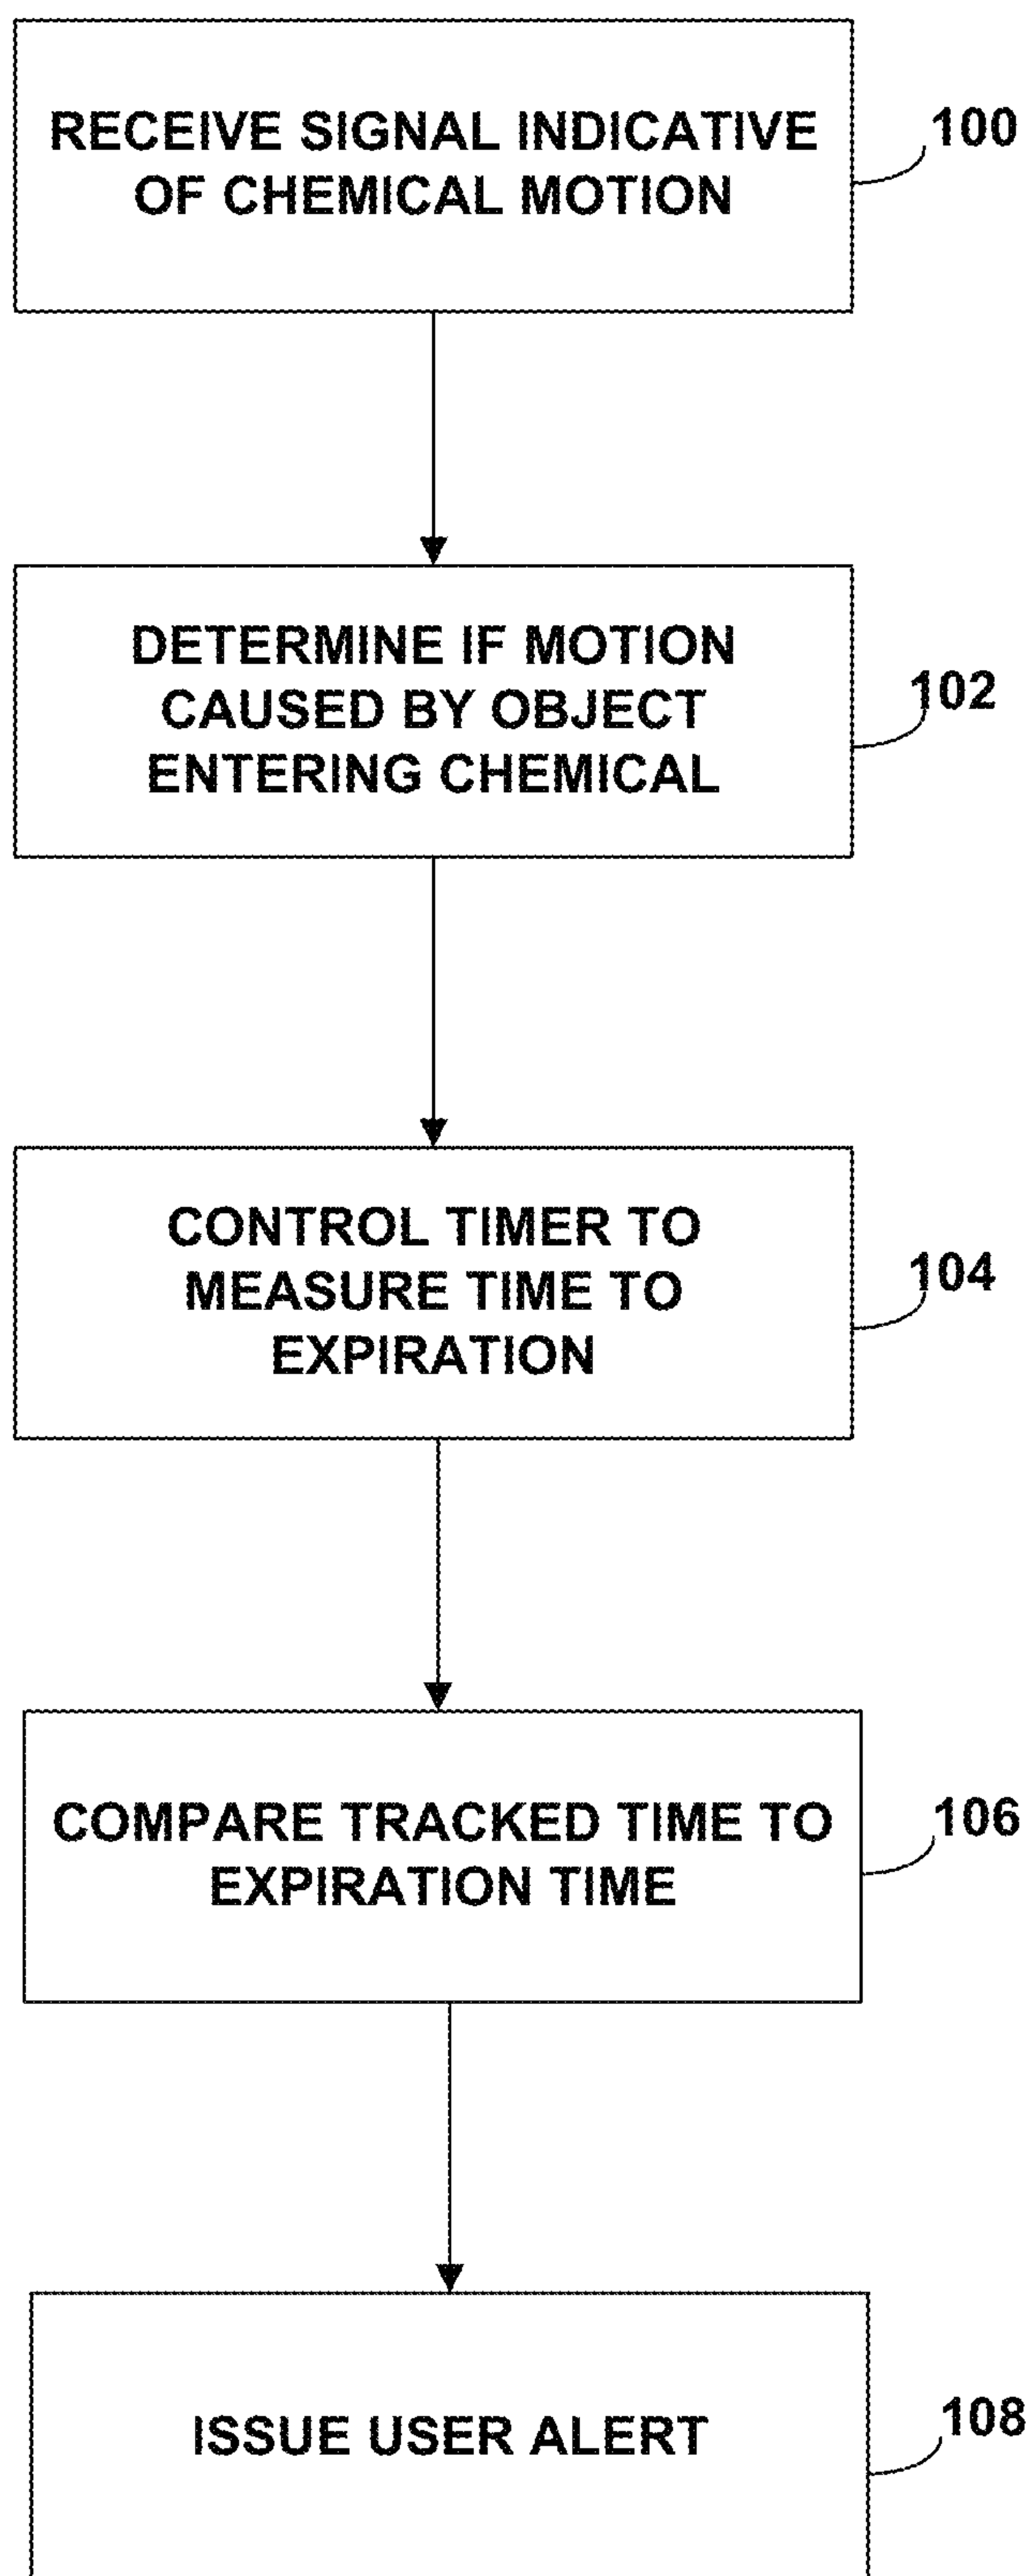 RECEIVE SIGNAL INDICATIVE
OF CHEMICAL MOTION
100
DETERMINE IF MOTION
CAUSED BY OBJECT
ENTERING CHEMICAL
102
CONTROL TIMER TO
MEASURE TIME TO
EXPIRATION
104
COMPARE TRACKED TIME TO
EXPIRATION TIME
106
ISSUE USER ALERT
108